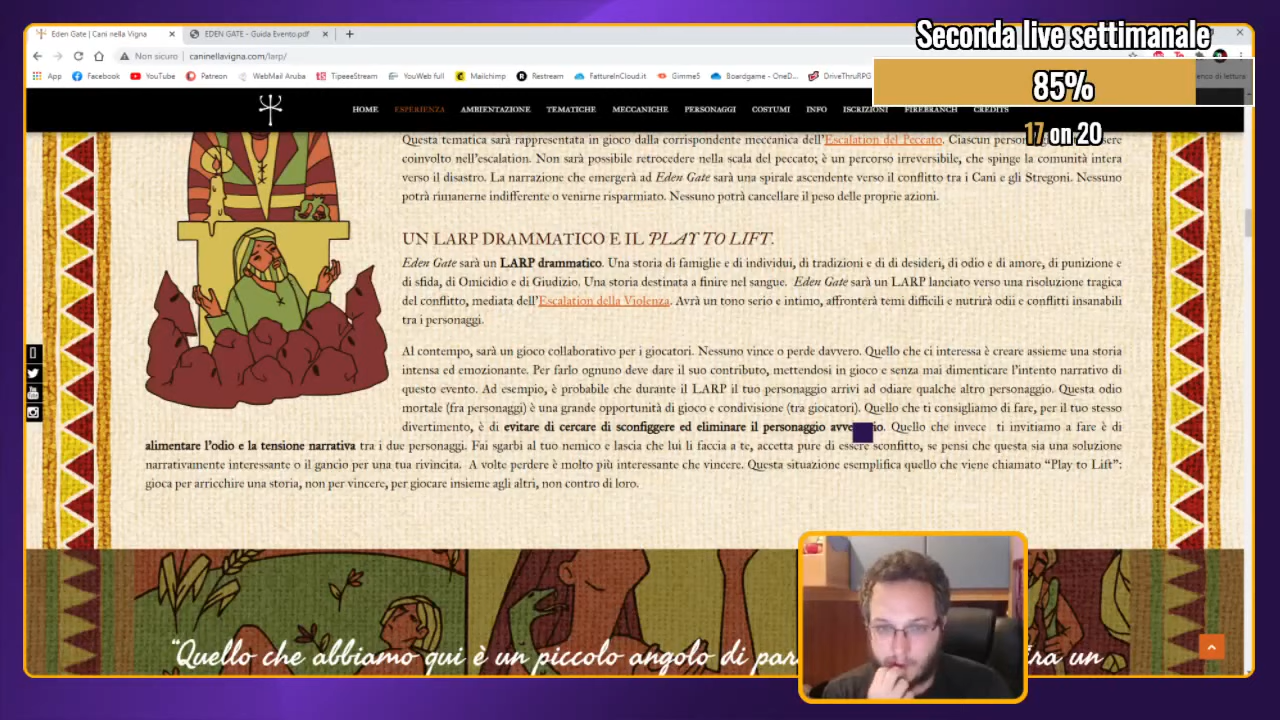 Seconda live settimanale
85%
17 on 20
Eden Gate | Cani nella Vigna
EDEN GATE - Guida Evento.pdf
Non sicuro
caninellavigna.com/larp/
App
Facebook
YouTube
Patreon
WebMail Aruba
TipeeeStream
YouWeb full
Mailchimp
Restream
FattureInCloud.it
GimmeS
Boardgame - OneD...
DriveThruRPG
HOME
ESPERIENZA
AMBIENTAZIONE
TEMATICHE
MECCANICHE
PERSONAGGI
COSTUMI
INFO
ISCRIZIONI
FIREBRANCH
CREDITS
Questa tematica sarà rappresentata in gioco dalla corrispondente meccanica dell'Escalation del Peccato. Ciascun
coinvolto nell'escalation. Non sarà possibile retrocedere nella scala del peccato; è un percorso irreversibile, che spinge la comunità intera
verso il disastro. La narrazione che emergerà ad Eden Gate sarà una spirale ascendente verso il conflitto tra i Cani e gli Stregoni. Nessuno
potrà rimanerne indifferente o venirne risparmiato. Nessuno potrà cancellare il peso delle proprie azioni.
UN LARP DRAMMATICO E IL PLAY TO LIFT.
Eden Gate sarà un LARP drammatico. Una storia di famiglie e di individui, di tradizioni e di di desideri, di odio e di amore, di punizione e
di sfida, di Omicidio e di Giudizio. Una storia destinata a finire nel sangue. Eden Gate sarà un LARP lanciato verso una risoluzione tragica
del conflitto, mediata dell'Escalation della Violenza. Avrà un tono serio e intimo, affronterà temi difficili e nutrirà odii e conflitti insanabili
tra i personaggi.
Al contempo, sarà un gioco collaborativo per i giocatori. Nessuno vince o perde davvero. Quello che ci interessa è creare assieme una storia
intensa ed emozionante. Per farlo ognuno deve dare il suo contributo, mettendosi in gioco e senza mai dimenticare l'intento narrativo di
questo evento. Ad esempio, è probabile che durante il LARP il tuo personaggio arrivi ad odiare qualche altro personaggio. Questa odio
mortale (fra personaggi) è una grande opportunità di gioco e condivisione (tra giocatori). Quello che ti consigliamo di fare, per il tuo stesso
divertimento, è di evitare di cercare di sconfiggere ed eliminare il personaggio Quello che invece ti invitiamo a fare è di
alimentare l'odio e la tensione narrativa tra i due personaggi. Fai sgarbi al tuo nemico e lascia che lui li faccia a te, accetta pure di essere sconfitto, se pensi che questa sia una soluzione
narrativamente interessante o il gancio per una tua rivincita. A volte perdere è molto più interessante che vincere. Questa situazione esemplifica quello che viene chiamato “Play to Lift”:
gioca per arricchire una storia, non per vincere, per giocare insieme agli altri, non contro di loro.
“Quello che abbiamo qui è un piccolo angolo di un